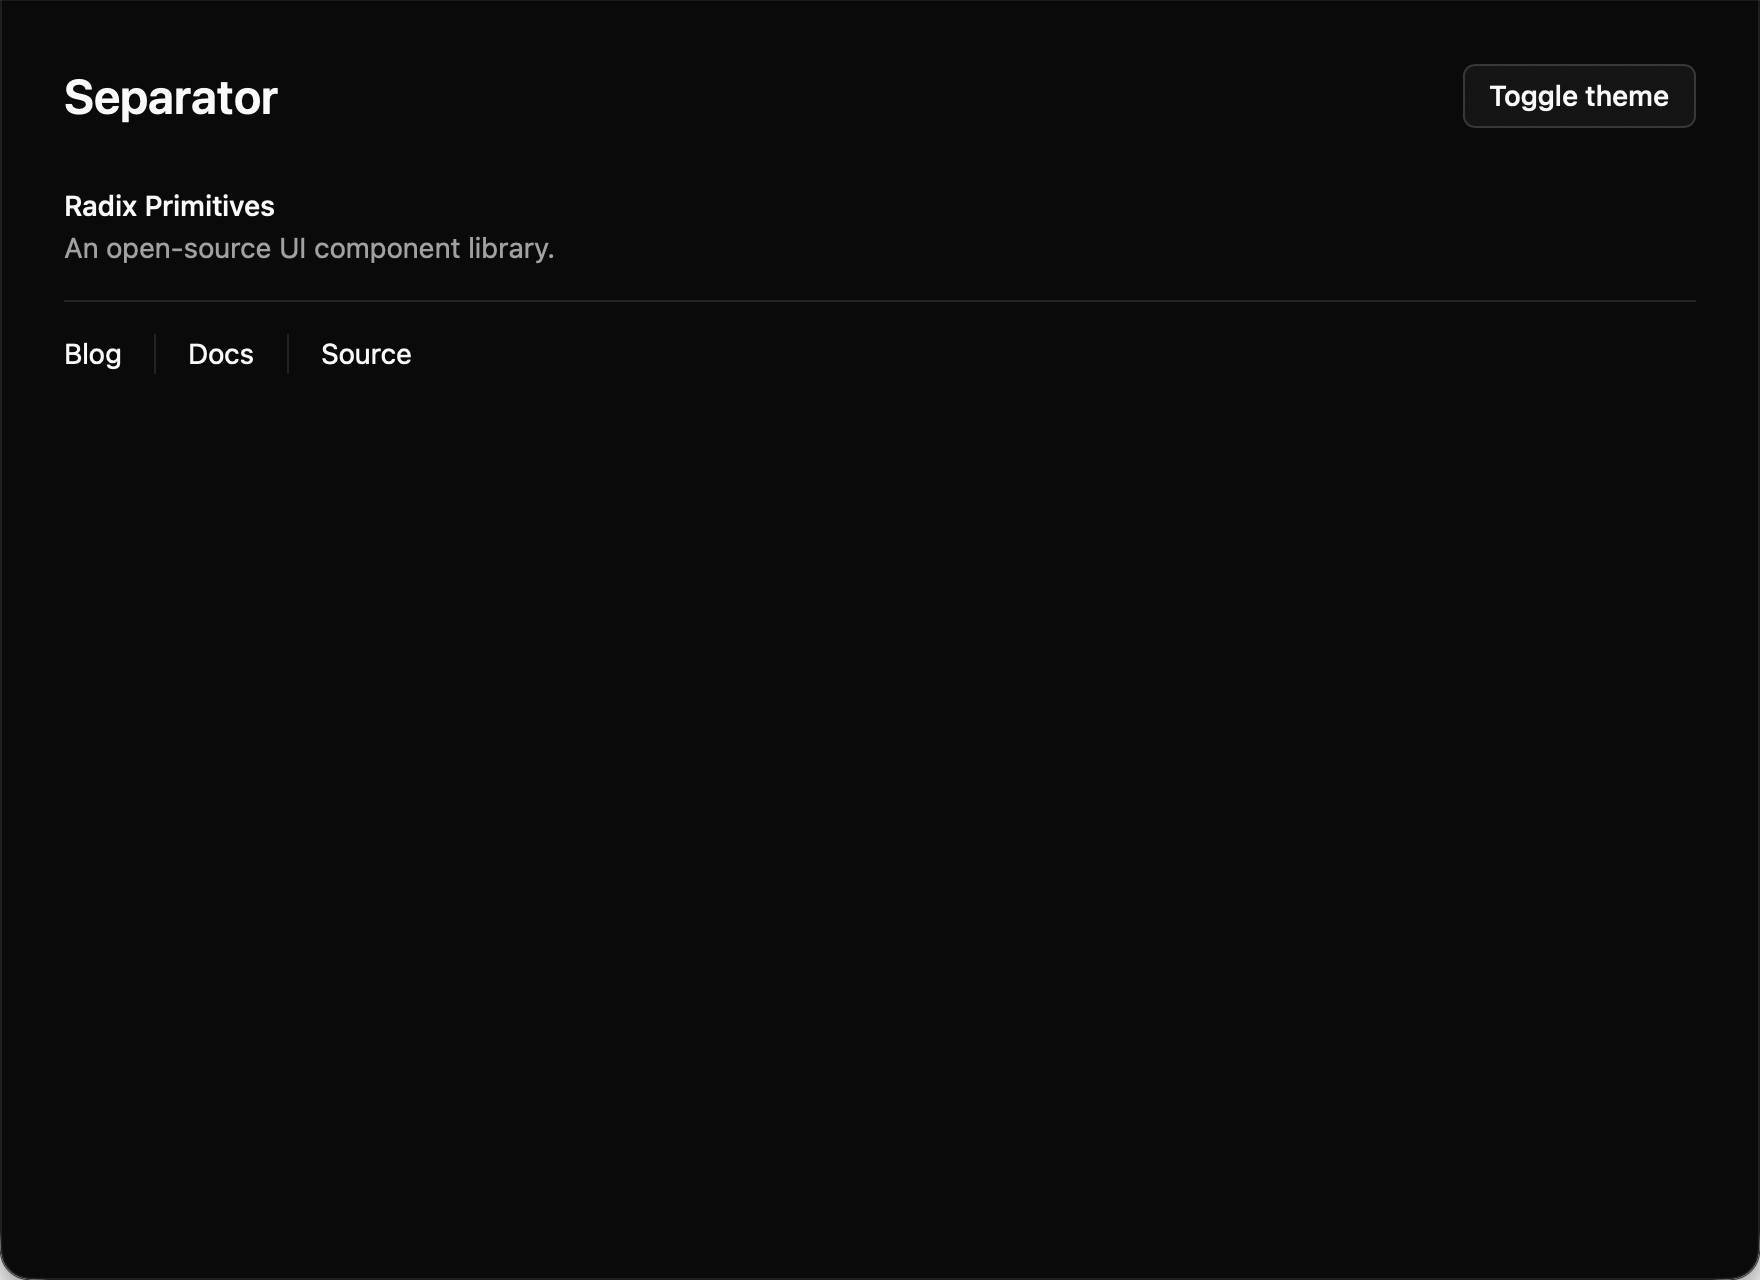 Separator
Toggle theme
Radix Primitives
An open-source UI component library.
Blog
Docs
Source